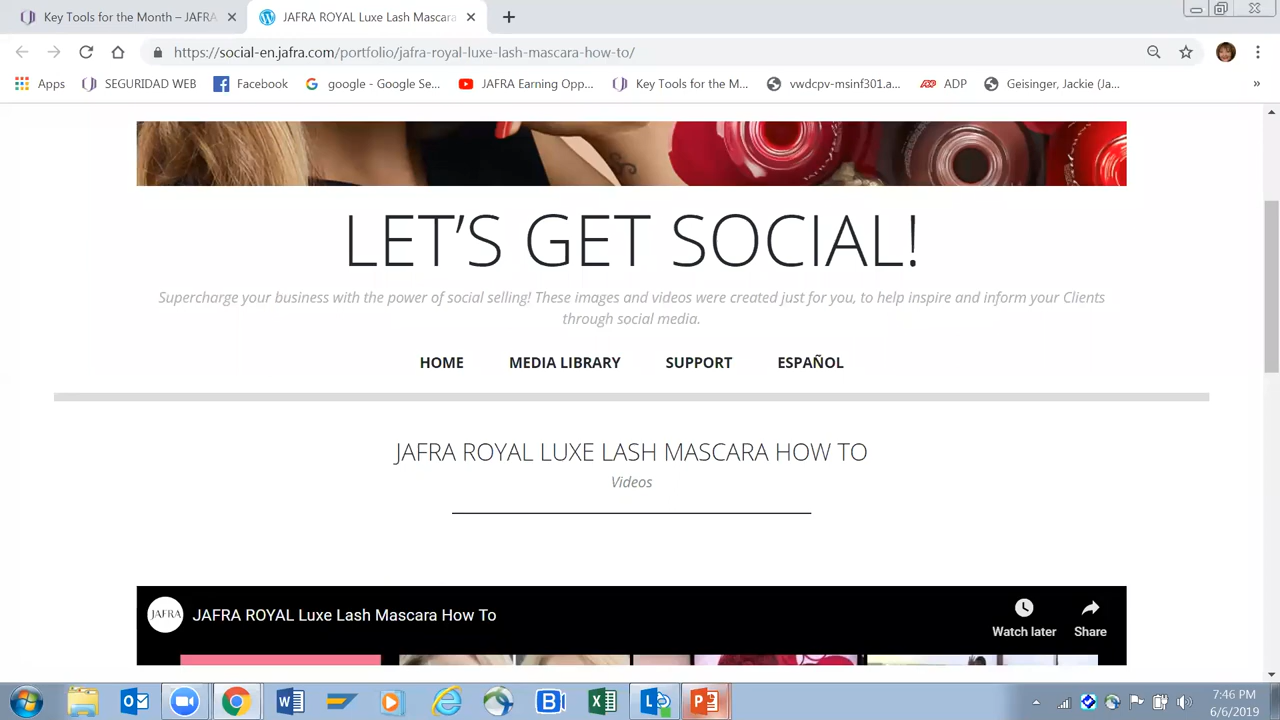 Key Tools for the Month – JAFRA
JAFRA ROYAL Luxe Lash Mascara
https://social-en.jafra.com/portfolio/jafra-royal-luxe-lash-mascara-how-to/
Apps SEGURIDAD WEB Facebook google - Google Se... JAFRA Earning Opp... Key Tools for the M... vwdcpv-msinf301.a... ADP Geisinger, Jackie (Ja... »
LET'S GET SOCIAL!
Supercharge your business with the power of social selling! These images and videos were created just for you, to help inspire and inform your Clients
through social media.
HOME MEDIA LIBRARY SUPPORT ESPAÑOL
JAFRA ROYAL LUXE LASH MASCARA HOW TO
Videos
JAFRA JAFRA ROYAL Luxe Lash Mascara How To
Watch later Share
7:46 PM
6/6/2019